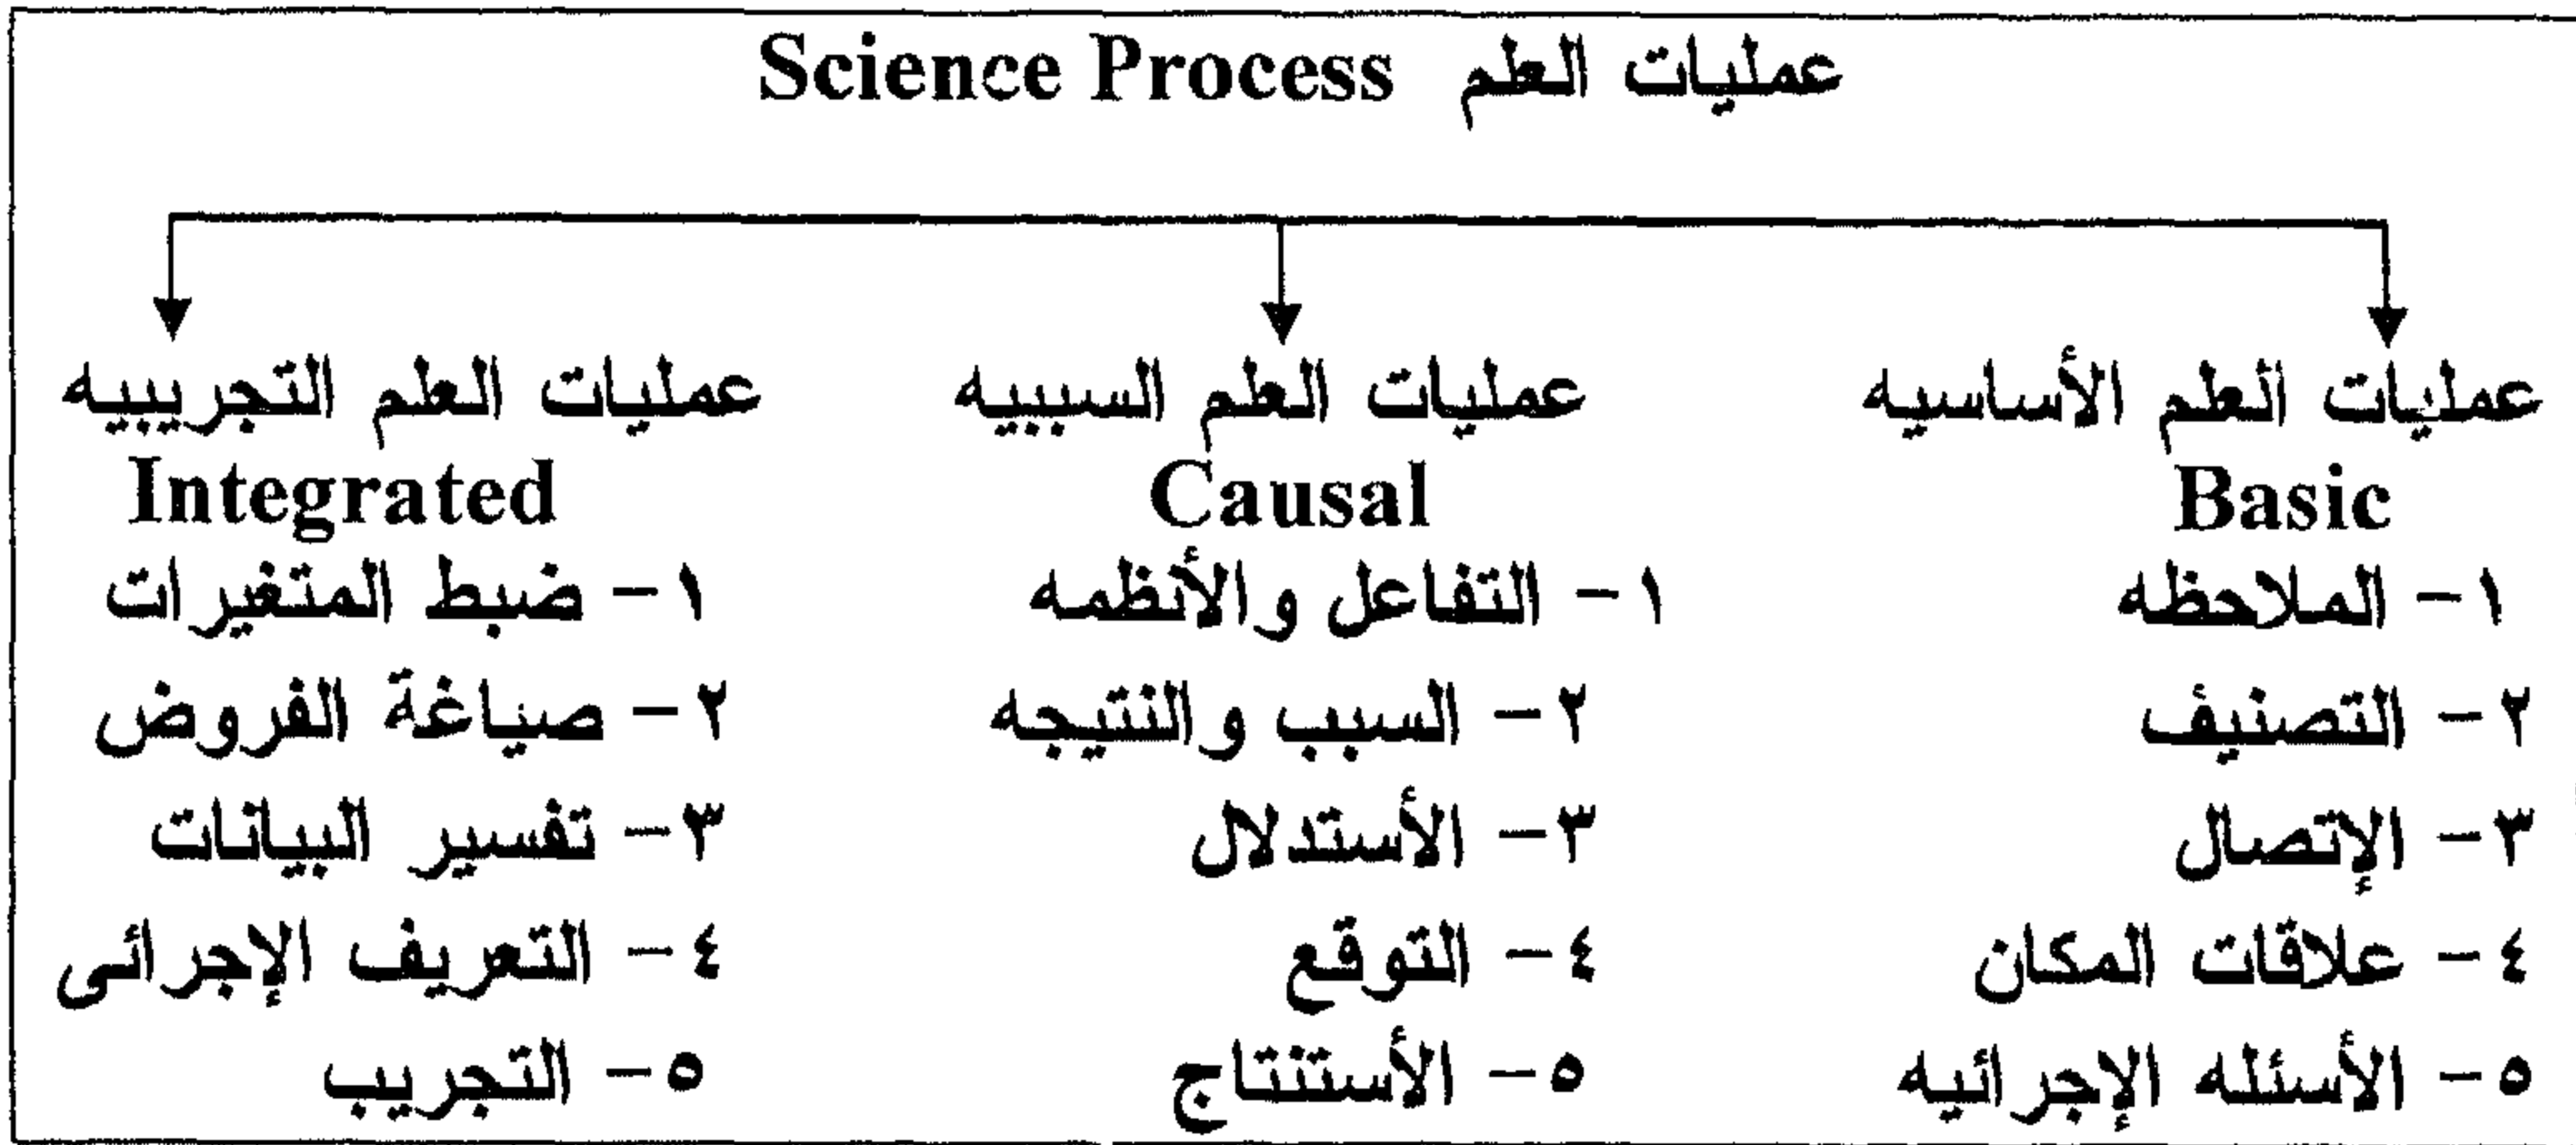 عمليات العلم Science Process
عمليات العلم الأساسيه
Basic
١ - الملاحظه
٢ - التصنيف
٣ - الإتصال
٤ - علاقات المكان
٥ - الأسئله الإجرائيه
عمليات العلم السببيه
Causal
١ - التفاعل والأنظمه
٢ - السبب والنتيجه
٣ - الأستدلال
٤ - التوقع
٥ - الأستنتاج
عمليات العلم التجريبيه
Integrated
١ - ضبط المتغيرات
٢ - صياغة الفروض
٣ - تفسير البيانات
٤ - التعريف الإجرائى
٥ - التجريب